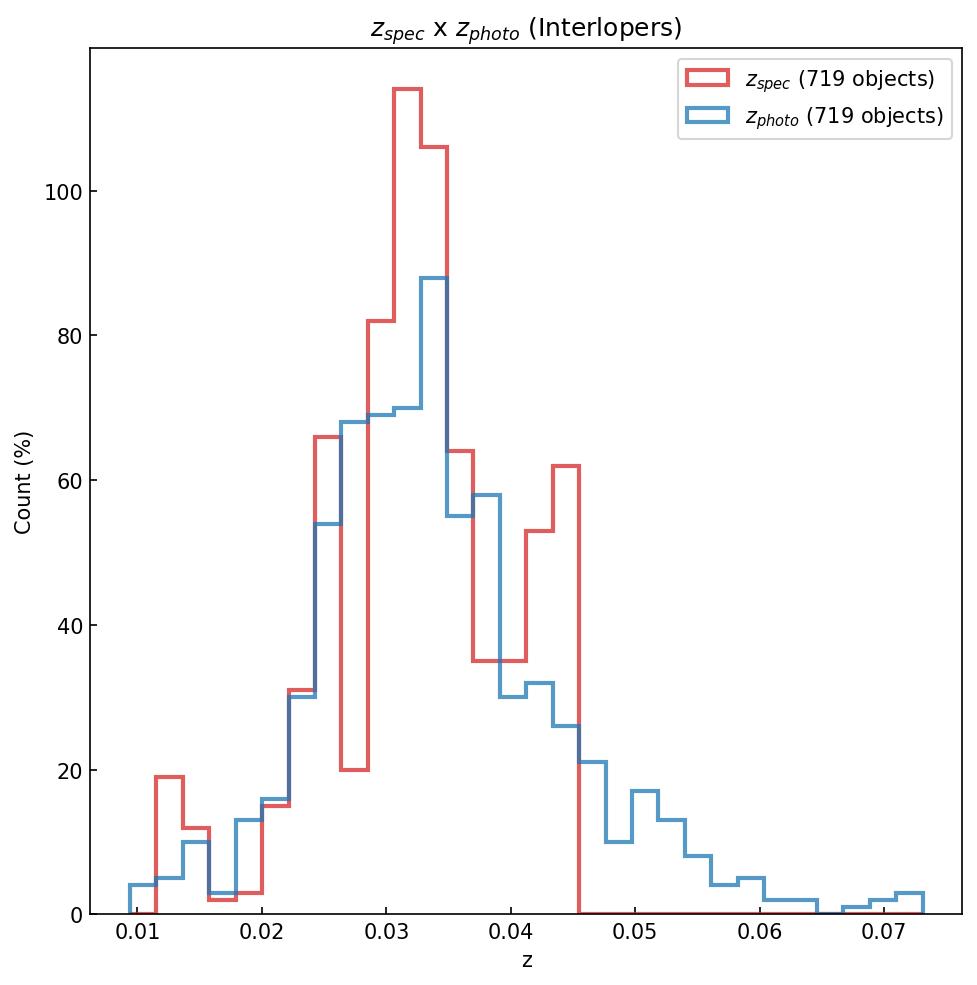 z_spec x z_photo (Interlopers)
z_spec (719 objects)
z_photo (719 objects)
Count (%)
100
80
60
40
20
0
0.01 0.02 0.03 0.04 0.05 0.06 0.07
z